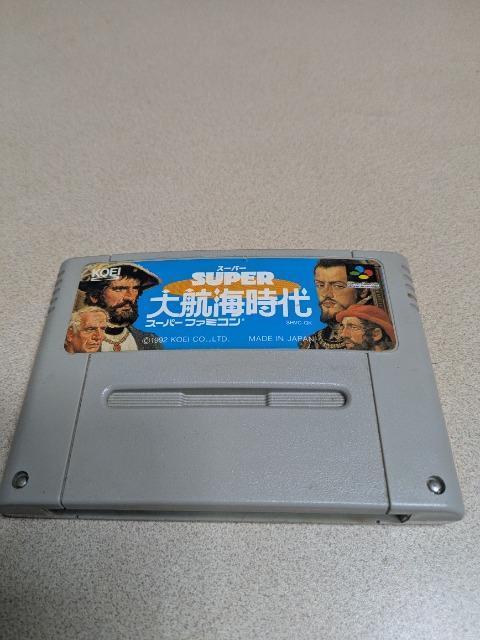 KOEI
スーパー
SUPER
大航海時代
スーパーファミコン
SHVC-QK
©1992 KOEI CO., LTD. MADE IN JAPAN